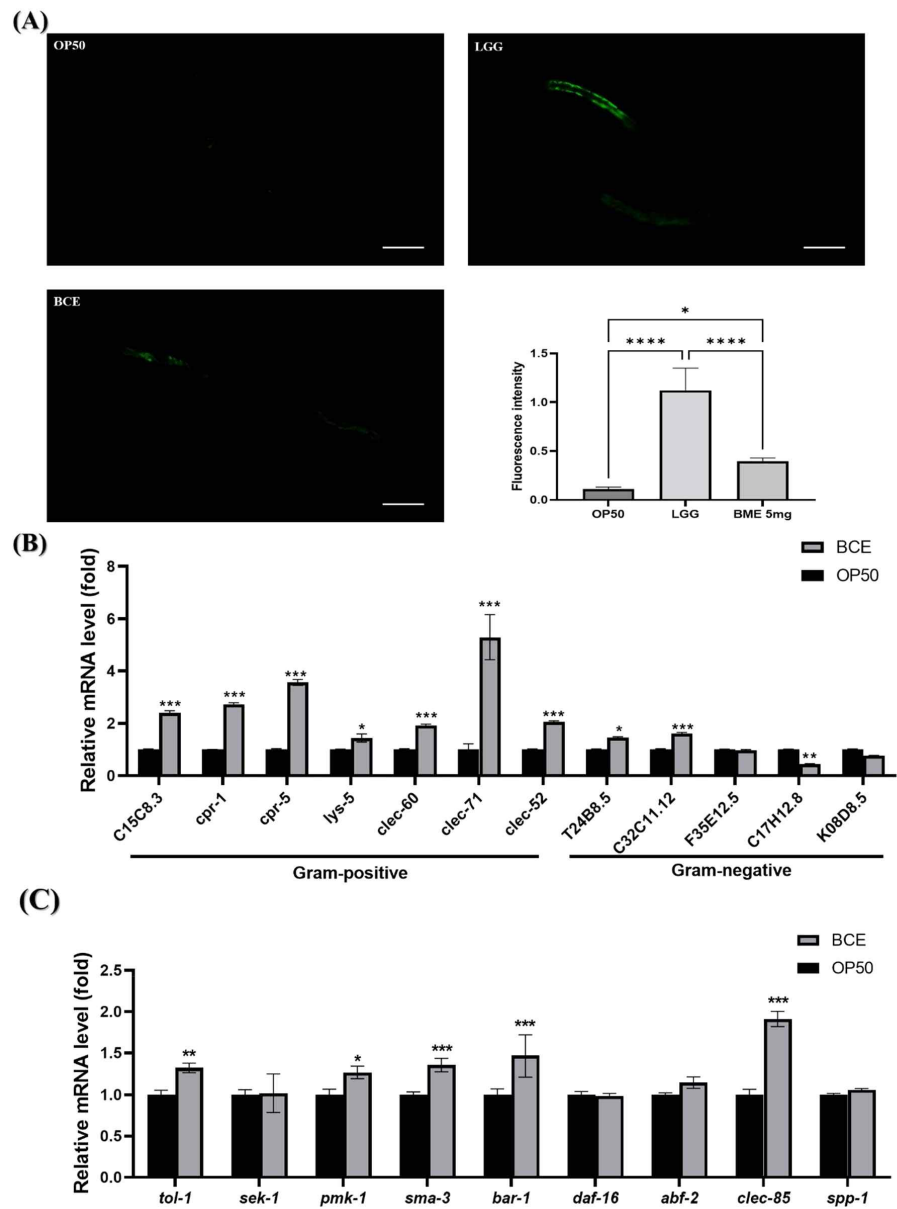 (A)
OP50
LGG
BCE
*
**** ****
Fluorescence intensity
1.5
1.0
0.5
0.0
OP50 LGG BME 5mg
(B)
BCE
OP50
Relative mRNA level (fold)
8
6
4
2
0
*** *** *** * *** *** *** * *** **
C15C8.3 cpr-1 cpr-5 lys-5 clec-60 clec-71 clec-52 T24B8.5 C32C11.12 F35E12.5 C17H12.8 K08D8.5
Gram-positive Gram-negative
(C)
BCE
OP50
Relative mRNA level (fold)
2.5
2.0
1.5
1.0
0.5
0.0
** * *** *** ***
tol-1 sek-1 pmk-1 sma-3 bar-1 daf-16 abf-2 clec-85 spp-1